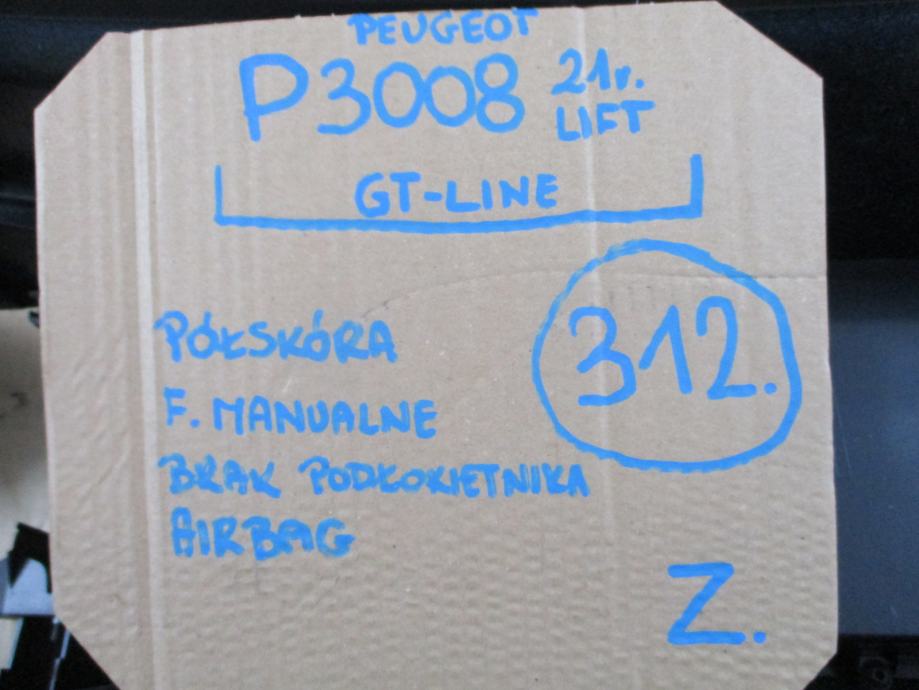 PEUGEOT
P3008 21r.
LIFT
GT-LINE
312.
PÓŁSKÓRA
F. MANUALNE
BRAK PODŁOKIETNIKA
AIRBAG
Z.